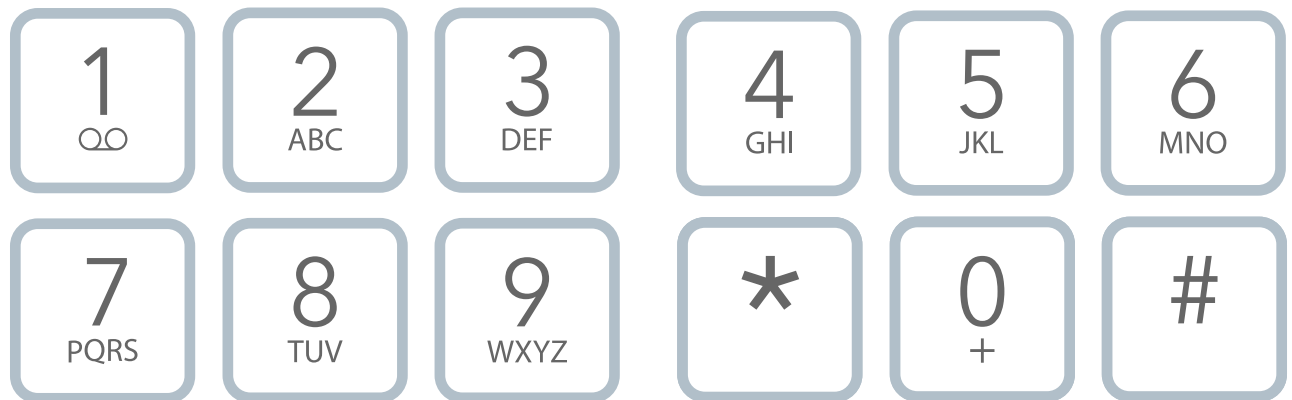 1 2 3 4 5 6
ABC DEF GHI JKL MNO
7 8 9 * 0 #
PQRS TUV WXYZ +